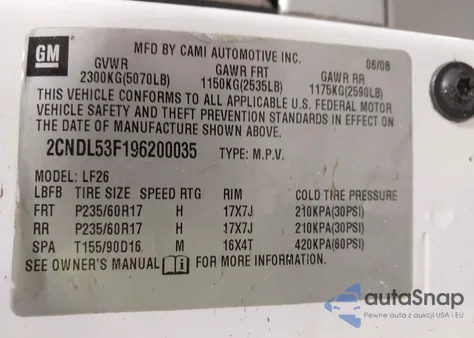 GM
MFD BY CAMI AUTOMOTIVE INC.
06/08
GVWR GAWR FRT GAWR RR
2300KG(5070LB) 1150KG(2535LB) 1175KG(2590LB)
THIS VEHICLE CONFORMS TO ALL APPLICABLE U.S. FEDERAL MOTOR
VEHICLE SAFETY AND THEFT PREVENTION STANDARDS IN EFFECT ON
THE DATE OF MANUFACTURE SHOWN ABOVE.
2CNDL53F196200035 TYPE: M.P.V.
MODEL: LF26
LBFB TIRE SIZE SPEED RTG RIM COLD TIRE PRESSURE
FRT P235/60R17 H 17X7J 210KPA(30PSI)
RR P235/60R17 H 17X7J 210KPA(30PSI)
SPA T155/90D16 M 16X4T 420KPA(60PSI)
SEE OWNER'S MANUAL FOR MORE INFORMATION.
autaSnap
Pewne auta z aukcji USA i EU